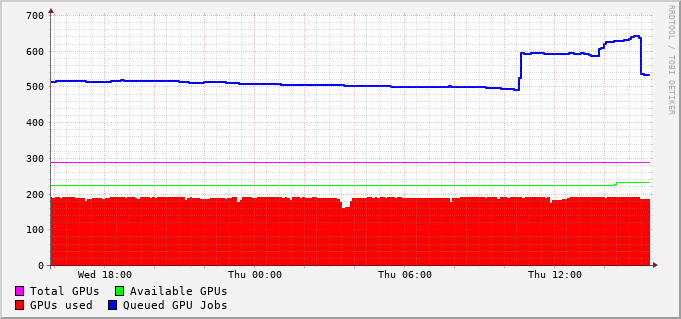 700
600
500
400
300
200
100
0
Wed 18:00 Thu 00:00 Thu 06:00 Thu 12:00
Total GPUs Available GPUs
GPUs used Queued GPU Jobs
RRDTOOL / TOBI OETIKER